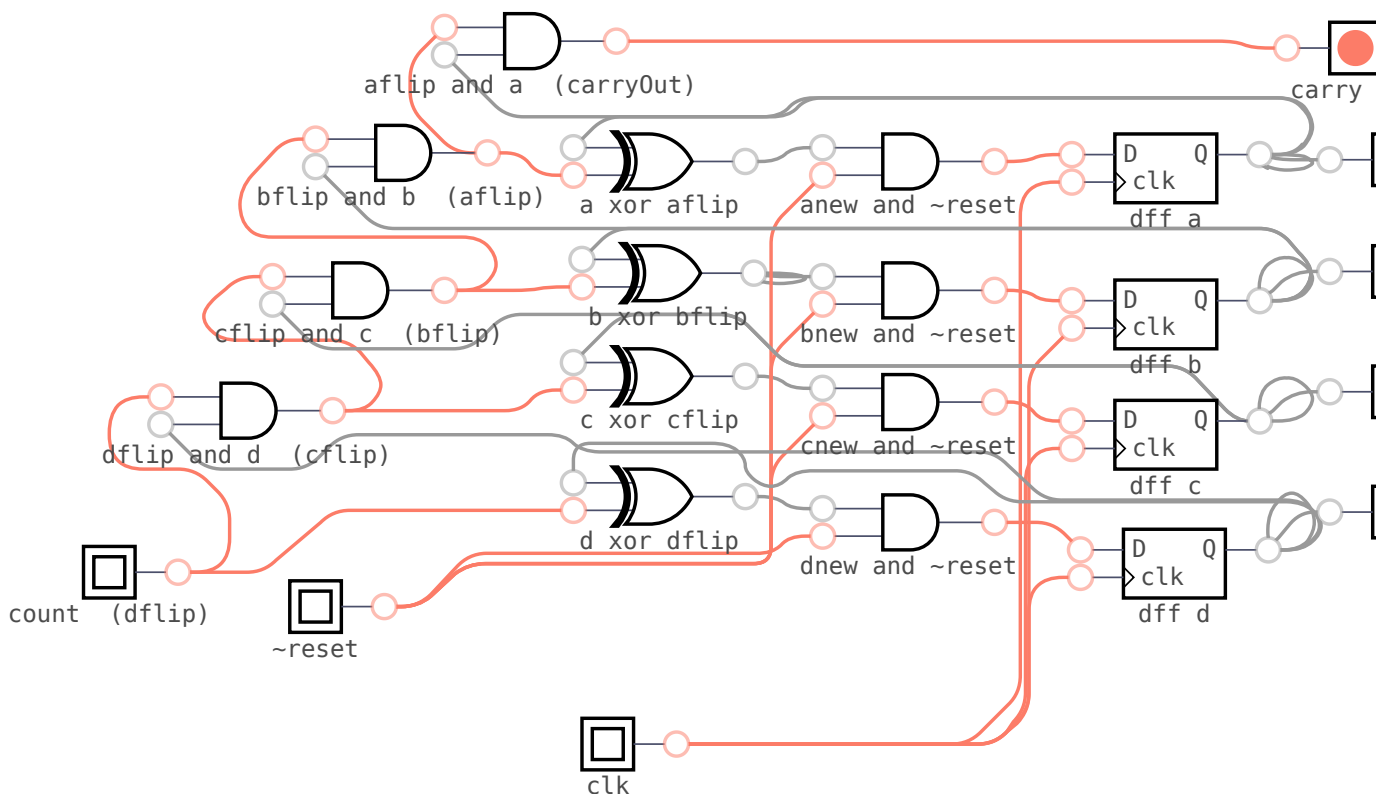 aflip and a  (carryOut)
carry
bflip and b  (aflip)
a xor aflip
anew and ~reset
D Q
clk
dff a
cflip and c  (bflip)
b xor bflip
bnew and ~reset
D Q
clk
dff b
dflip and d  (cflip)
c xor cflip
cnew and ~reset
D Q
clk
dff c
count  (dflip)
d xor dflip
dnew and ~reset
D Q
clk
dff d
~reset
clk